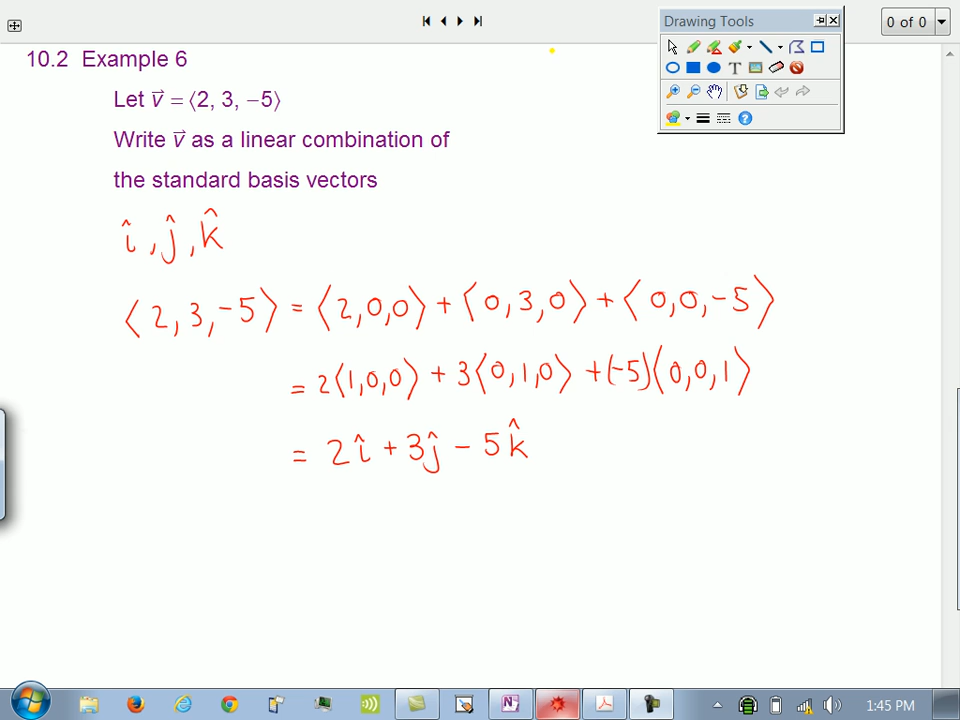 Drawing Tools
0 of 0
10.2 Example 6
Let v⃗ = ⟨2, 3, −5⟩
Write v⃗ as a linear combination of
the standard basis vectors
î, ĵ, k̂
⟨2, 3, −5⟩ = ⟨2, 0, 0⟩ + ⟨0, 3, 0⟩ + ⟨0, 0, −5⟩
= 2⟨1, 0, 0⟩ + 3⟨0, 1, 0⟩ + (−5)⟨0, 0, 1⟩
= 2î + 3ĵ − 5k̂
1:45 PM